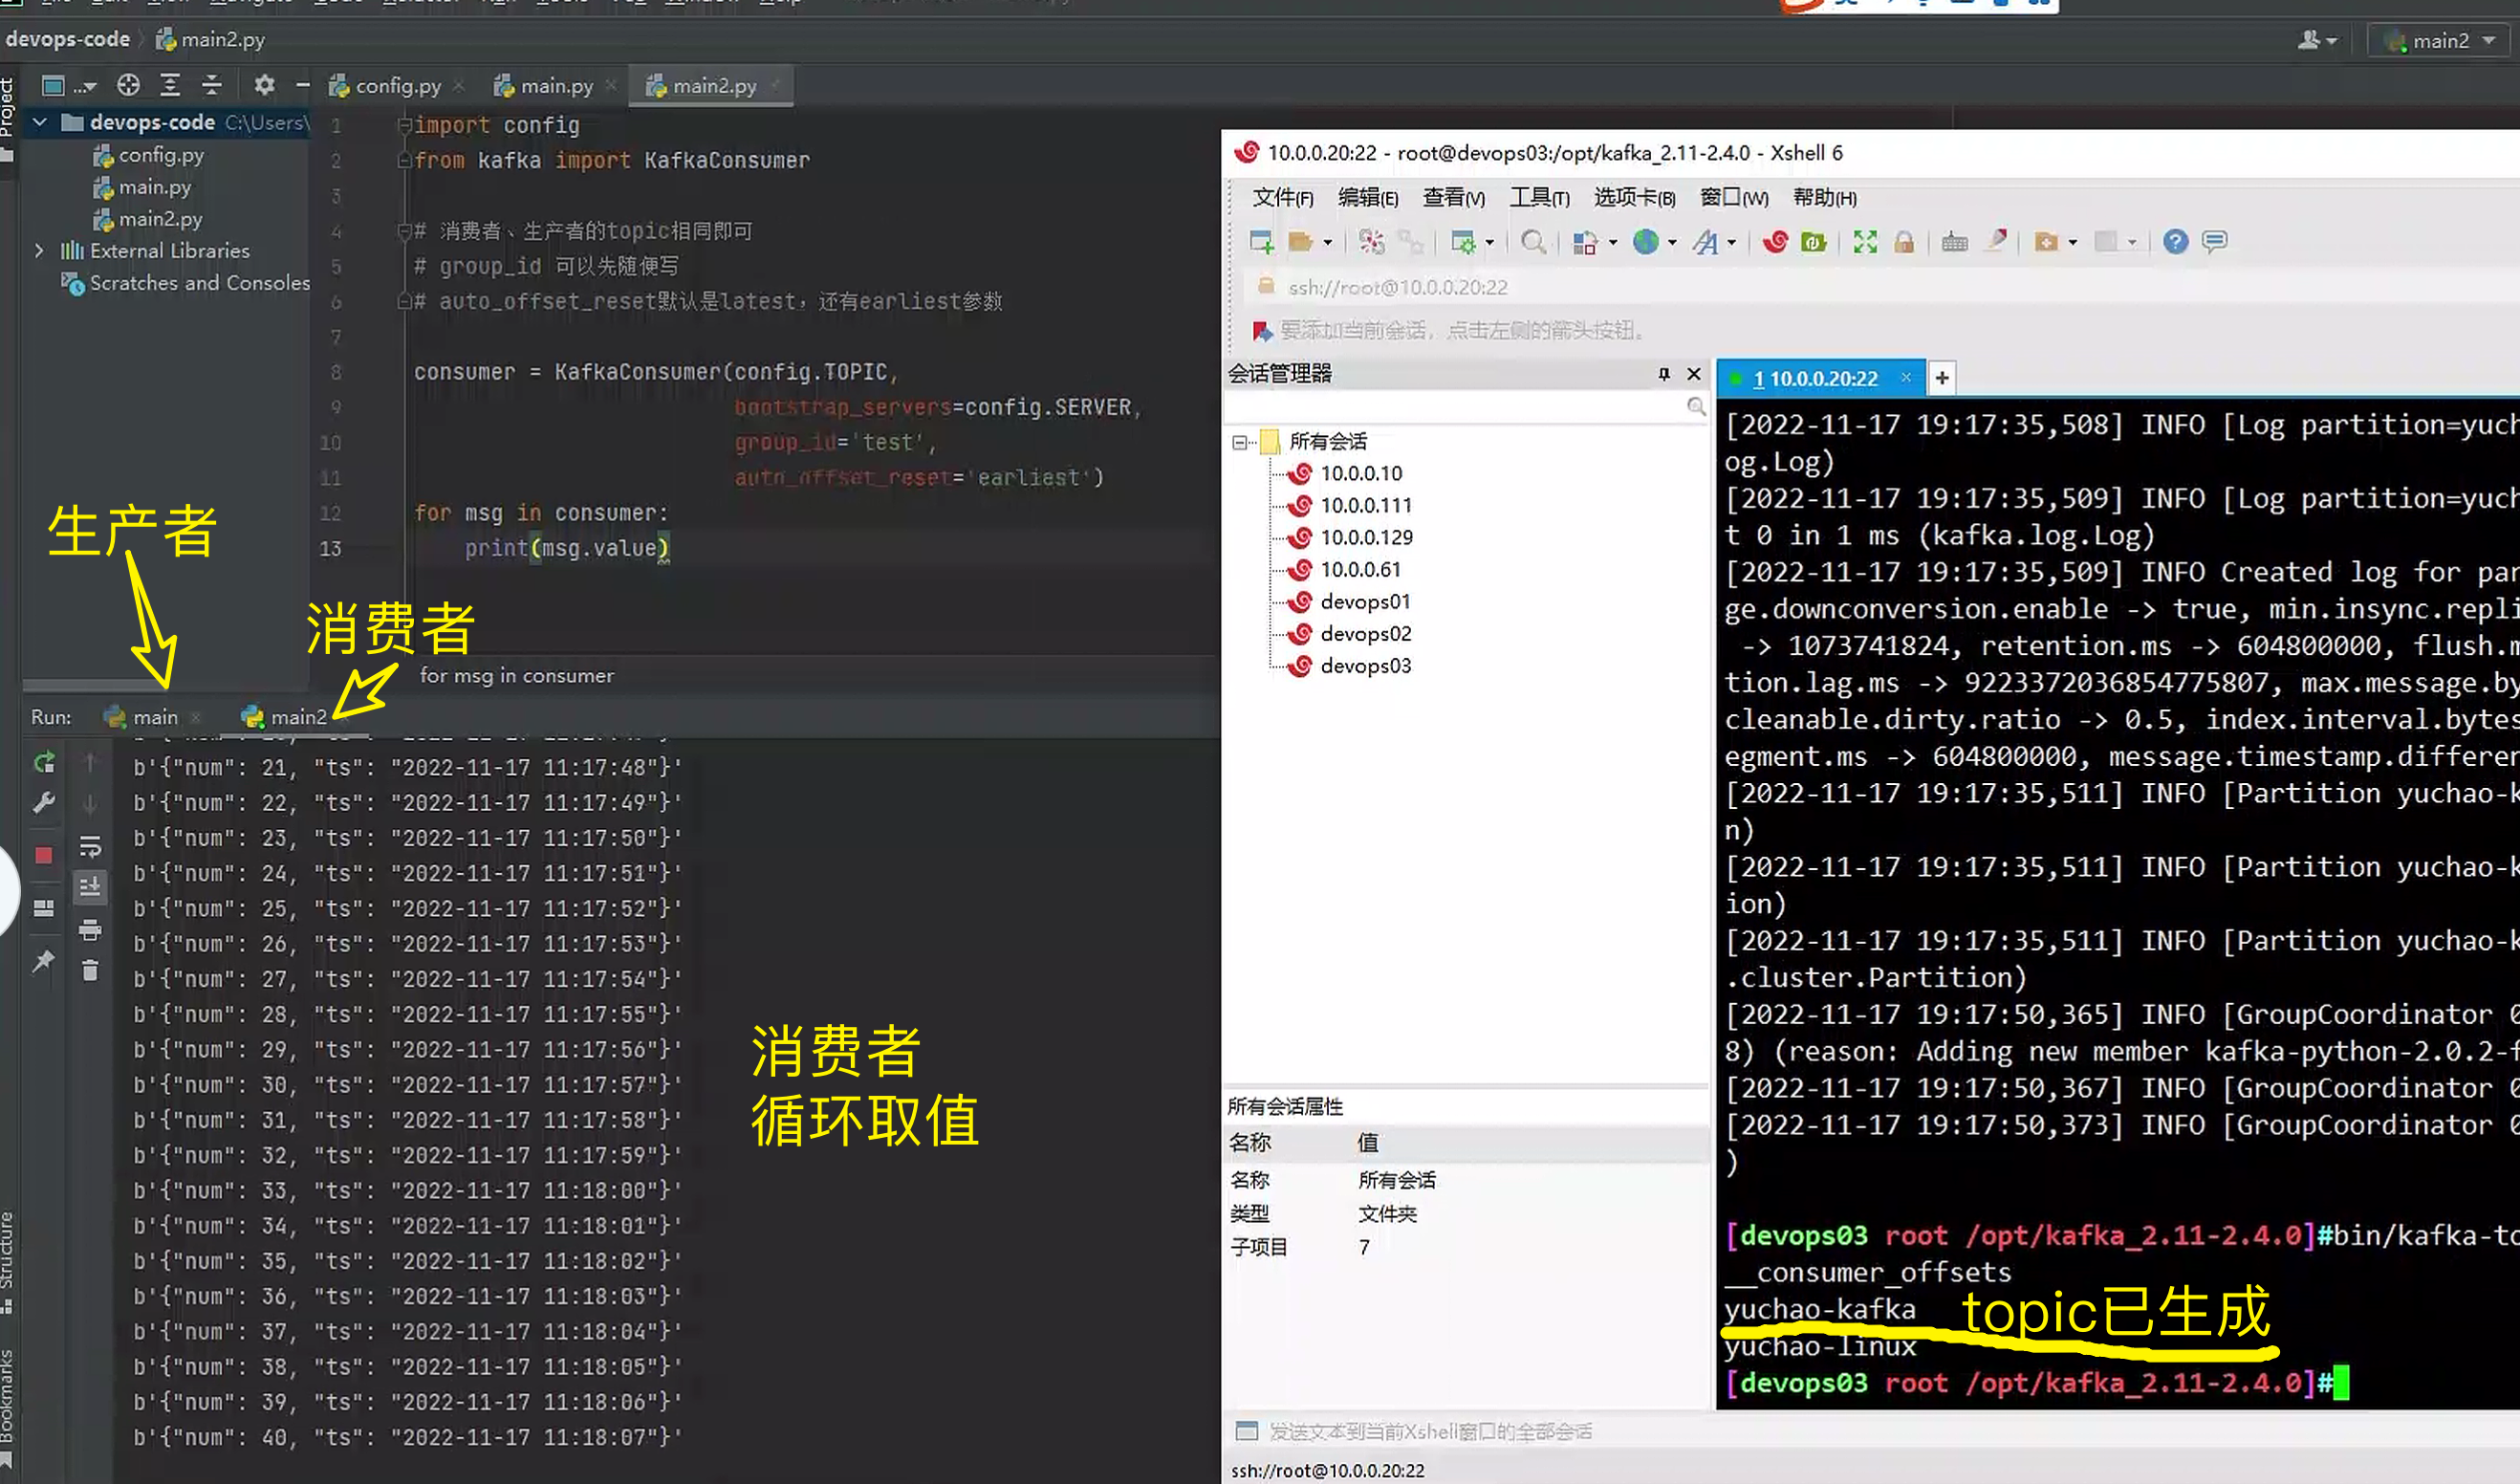 devops-code
main2.py
main2
Project
config.py
main.py
main2.py
devops-code C:\Users\
config.py
main.py
main2.py
External Libraries
Scratches and Consoles
1 import config
2 from kafka import KafkaConsumer
3
4 # 消费者、生产者的topic相同即可
5 # group_id 可以先随便写
6 # auto_offset_reset默认是latest，还有earliest参数
7
8 consumer = KafkaConsumer(config.TOPIC,
9 bootstrap_servers=config.SERVER,
10 group_id='test',
11 auto_offset_reset='earliest')
12 for msg in consumer:
13 print(msg.value)
生产者
消费者
for msg in consumer
Run: main main2
b'{"num": 21, "ts": "2022-11-17 11:17:48"}'
b'{"num": 22, "ts": "2022-11-17 11:17:49"}'
b'{"num": 23, "ts": "2022-11-17 11:17:50"}'
b'{"num": 24, "ts": "2022-11-17 11:17:51"}'
b'{"num": 25, "ts": "2022-11-17 11:17:52"}'
b'{"num": 26, "ts": "2022-11-17 11:17:53"}'
b'{"num": 27, "ts": "2022-11-17 11:17:54"}'
b'{"num": 28, "ts": "2022-11-17 11:17:55"}'
b'{"num": 29, "ts": "2022-11-17 11:17:56"}'
b'{"num": 30, "ts": "2022-11-17 11:17:57"}'
b'{"num": 31, "ts": "2022-11-17 11:17:58"}'
b'{"num": 32, "ts": "2022-11-17 11:17:59"}'
b'{"num": 33, "ts": "2022-11-17 11:18:00"}'
b'{"num": 34, "ts": "2022-11-17 11:18:01"}'
b'{"num": 35, "ts": "2022-11-17 11:18:02"}'
b'{"num": 36, "ts": "2022-11-17 11:18:03"}'
b'{"num": 37, "ts": "2022-11-17 11:18:04"}'
b'{"num": 38, "ts": "2022-11-17 11:18:05"}'
b'{"num": 39, "ts": "2022-11-17 11:18:06"}'
b'{"num": 40, "ts": "2022-11-17 11:18:07"}'
消费者
循环取值
Structure
Bookmarks
10.0.0.20:22 - root@devops03:/opt/kafka_2.11-2.4.0 - Xshell 6
文件(F) 编辑(E) 查看(V) 工具(T) 选项卡(B) 窗口(W) 帮助(H)
ssh://root@10.0.0.20:22
要添加当前会话，点击左侧的箭头按钮。
会话管理器
所有会话
10.0.0.10
10.0.0.111
10.0.0.129
10.0.0.61
devops01
devops02
devops03
所有会话属性
名称 值
名称 所有会话
类型 文件夹
子项目 7
1 10.0.0.20:22
[2022-11-17 19:17:35,508] INFO [Log partition=yuch
og.Log)
[2022-11-17 19:17:35,509] INFO [Log partition=yuch
t 0 in 1 ms (kafka.log.Log)
[2022-11-17 19:17:35,509] INFO Created log for par
ge.downconversion.enable -> true, min.insync.repli
-> 1073741824, retention.ms -> 604800000, flush.m
tion.lag.ms -> 9223372036854775807, max.message.by
cleanable.dirty.ratio -> 0.5, index.interval.bytes
egment.ms -> 604800000, message.timestamp.differen
[2022-11-17 19:17:35,511] INFO [Partition yuchao-k
n)
[2022-11-17 19:17:35,511] INFO [Partition yuchao-k
ion)
[2022-11-17 19:17:35,511] INFO [Partition yuchao-k
.cluster.Partition)
[2022-11-17 19:17:50,365] INFO [GroupCoordinator 0
8) (reason: Adding new member kafka-python-2.0.2-f
[2022-11-17 19:17:50,367] INFO [GroupCoordinator 0
[2022-11-17 19:17:50,373] INFO [GroupCoordinator 0
)
[devops03 root /opt/kafka_2.11-2.4.0]#bin/kafka-to
__consumer_offsets
yuchao-kafka
topic已生成
yuchao-linux
[devops03 root /opt/kafka_2.11-2.4.0]#
发送文本到当前Xshell窗口的全部会话
ssh://root@10.0.0.20:22